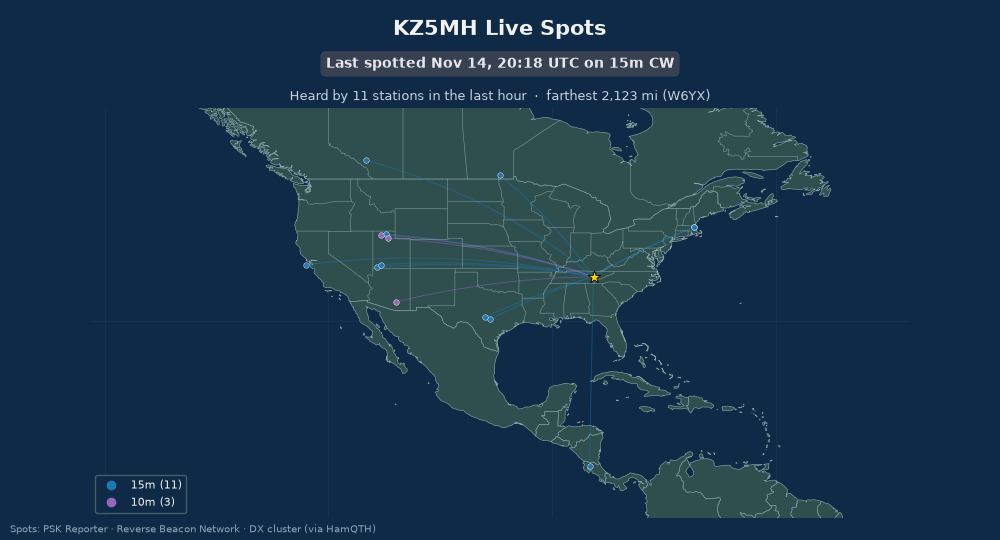 KZ5MH Live Spots
Last spotted Nov 14, 20:18 UTC on 15m CW
Heard by 11 stations in the last hour · farthest 2,123 mi (W6YX)
15m (11)
10m (3)
Spots: PSK Reporter · Reverse Beacon Network · DX cluster (via HamQTH)